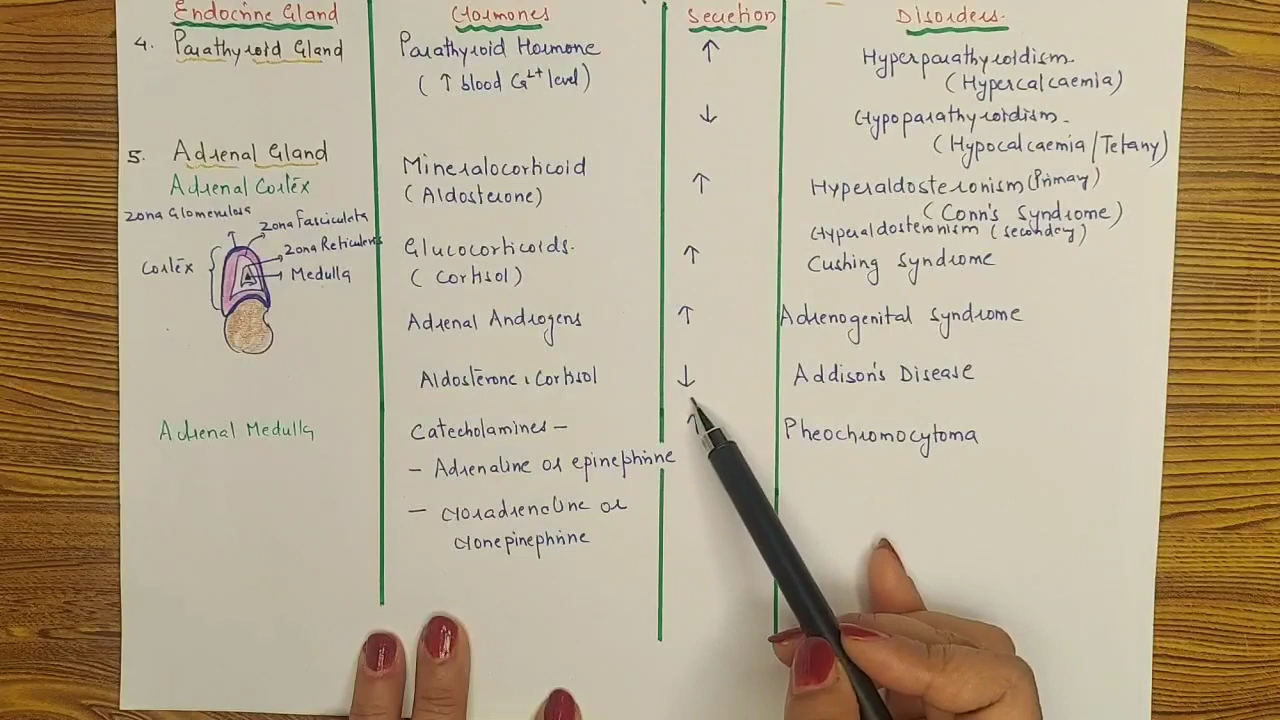 Endocrine Gland Hormones Secretion Disorders.
4. Parathyroid Gland Parathyroid Hormone ↑ Hyperparathyroidism.
( ↑ blood Ca2+ level) (Hypercalcaemia)
↓ Hypoparathyroidism.
(Hypocalcaemia/Tetany)
5. Adrenal Gland
Adrenal Cortex
Mineralocorticoid
(Aldosterone) ↑ Hyperaldosteronism (Primary)
(Conn's Syndrome)
Hyperaldosteronism (secondary)
Zona Glomerulosa
Zona Fasciculata
Zona Reticularis
Cortex
Medulla
Glucocorticoids. ↑ Cushing Syndrome
( Cortisol)
Adrenal Androgens ↑ Adrenogenital Syndrome
Aldosterone & Cortisol ↓ Addison's Disease
Adrenal Medulla Catecholamines – ↑ Pheochromocytoma
– Adrenaline or epinephrine
– Noradrenaline or
Norepinephrine